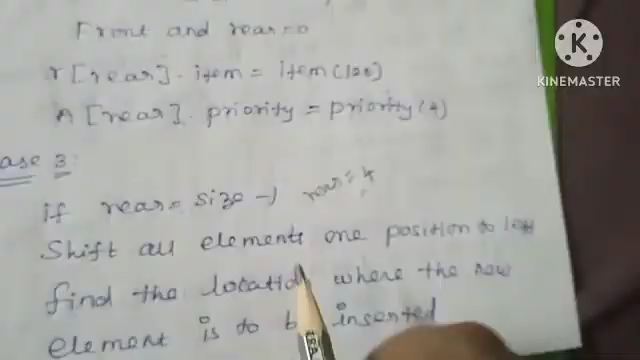 Front and rear=0
r[rear].item = item(120)
A[rear].priority = priority(4)
ase 3:
if rear= size-1 rear=4
Shift all elements one position to left
find the location where the new
element is to be inserted
KINEMASTER